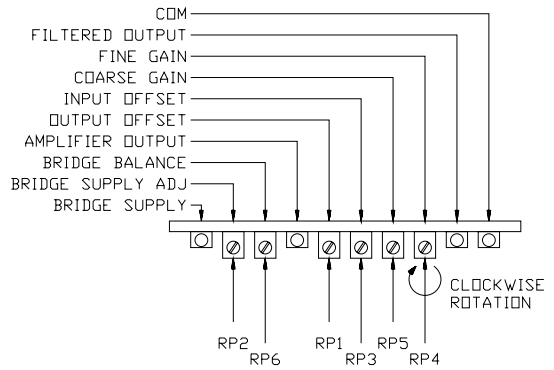 COM
FILTERED OUTPUT
FINE GAIN
COARSE GAIN
INPUT OFFSET
OUTPUT OFFSET
AMPLIFIER OUTPUT
BRIDGE BALANCE
BRIDGE SUPPLY ADJ
BRIDGE SUPPLY
CLOCKWISE
ROTATION
RP2
RP6
RP1
RP3
RP5
RP4